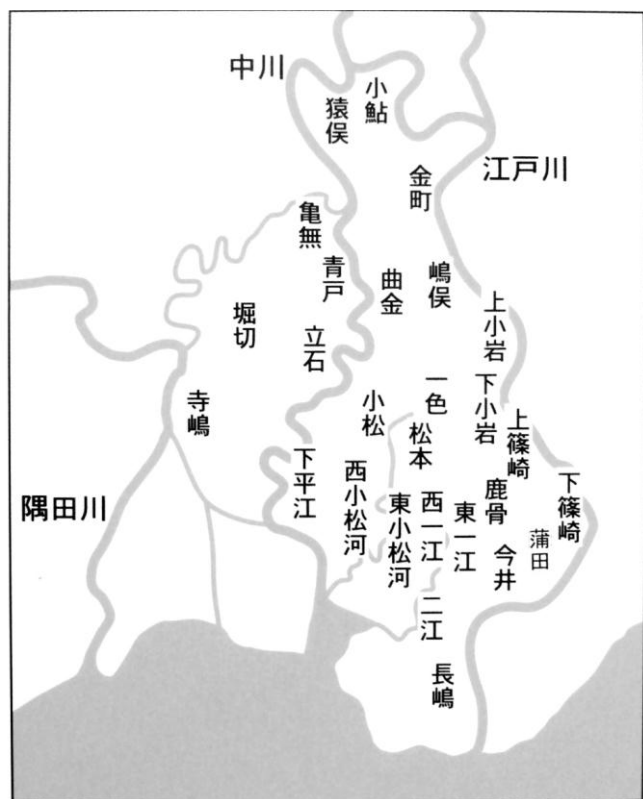 中川
小鮎
猿俣
江戸川
金町
亀無
青戸
曲金
嶋俣
堀切
立石
上小岩
寺嶋
小松
一色
下小岩
松本
上篠崎
下平江
西小松河
東小松河
西一江
東一江
鹿骨
今井
蒲田
下篠崎
隅田川
二江
長嶋